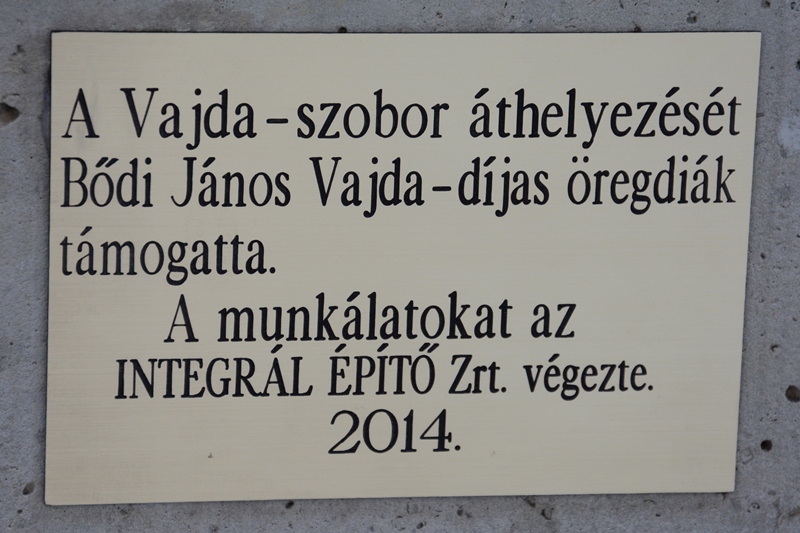 A Vajda-szobor áthelyezését
Bődi János Vajda-díjas öregdiák
támogatta.
A munkálatokat az
INTEGRÁL ÉPÍTŐ Zrt. végezte.
2014.